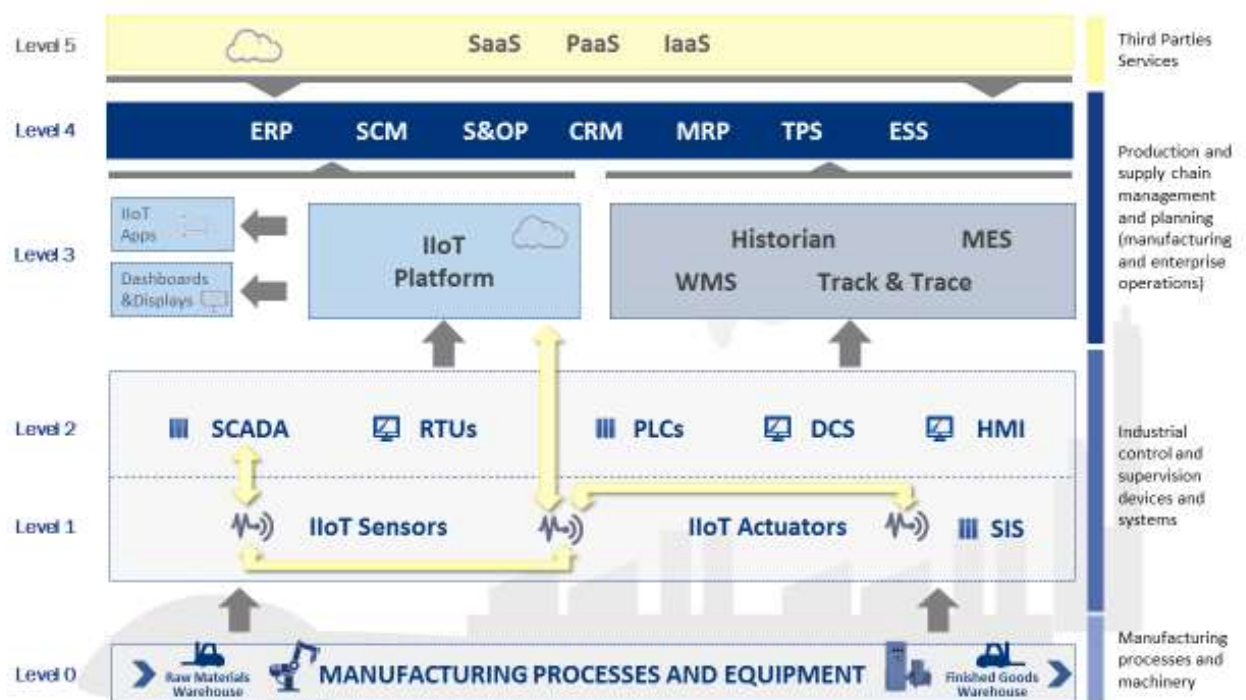 Level 5
SaaS PaaS IaaS
Third Parties
Services
Level 4
ERP SCM S&OP CRM MRP TPS ESS
Production and
supply chain
management
and planning
(manufacturing
and enterprise
operations)
Level 3
IIoT
Apps
Dashboards
&Displays
IIoT
Platform
Historian MES
WMS Track & Trace
Level 2
SCADA RTUs PLCs DCS HMI
Industrial
control and
supervision
devices and
systems
Level 1
IIoT Sensors IIoT Actuators SIS
Level 0
Raw Materials
Warehouse
MANUFACTURING PROCESSES AND EQUIPMENT
Finished Goods
Warehouse
Manufacturing
processes and
machinery